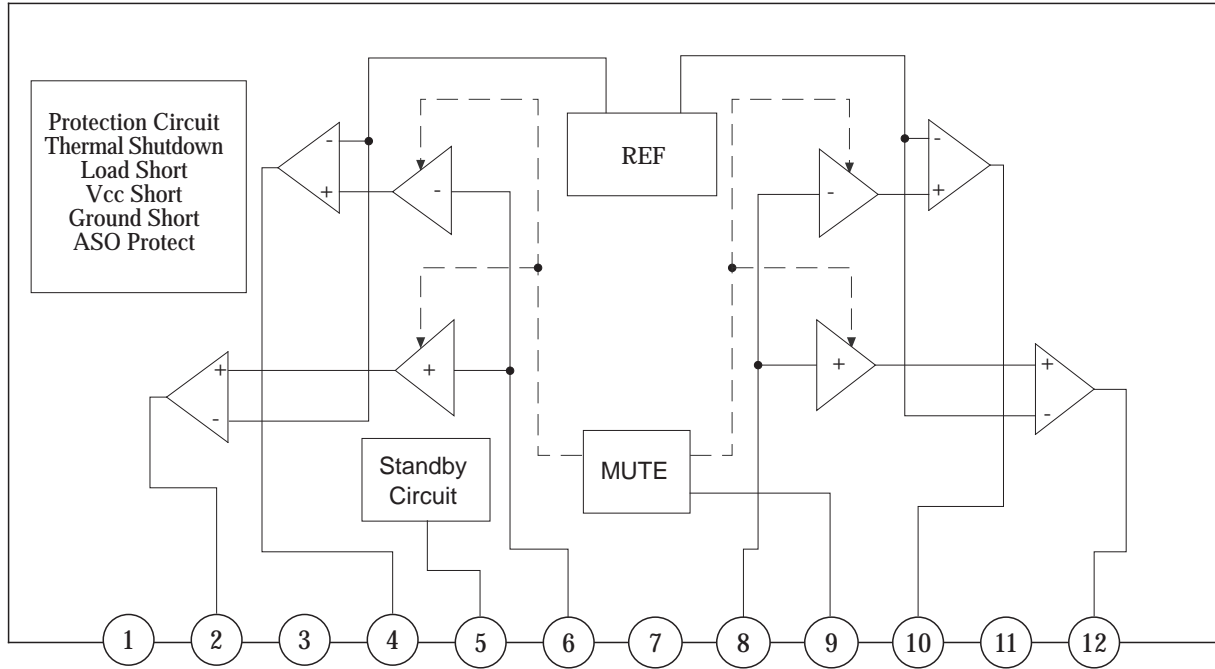 Protection Circuit
Thermal Shutdown
Load Short
Vcc Short
Ground Short
ASO Protect
REF
-
+
-
-
-
+
+
-
+
+
+
-
Standby
Circuit
MUTE
1 2 3 4 5 6 7 8 9 10 11 12